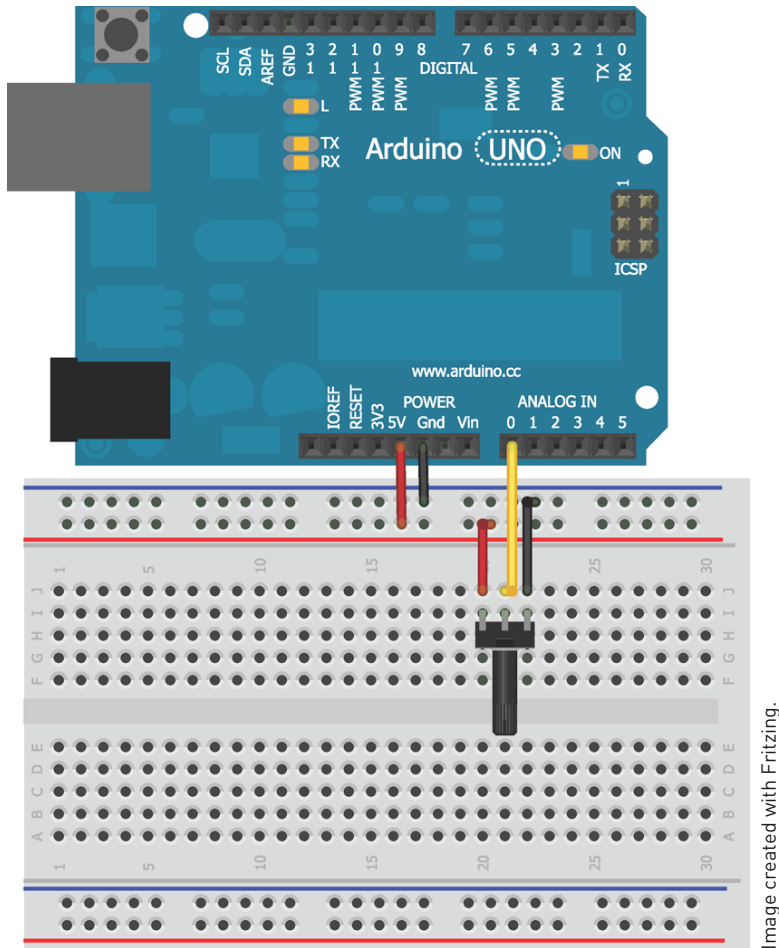 SCL
SDA
AREF
GND
13
12
11
10
9
8
7
6
5
4
3
2
1
0
PWM
PWM
PWM
DIGITAL
PWM
PWM
PWM
TX
RX
L
TX
RX
Arduino UNO
ON
1
ICSP
www.arduino.cc
IOREF
RESET
3V3
POWER
5V Gnd Vin
ANALOG IN
0 1 2 3 4 5
1 5 10 15 25 30
J J
I I
H H
G G
F F
E E
D D
C C
B B
A A
1 5 10 15 20 25 30
Image created with Fritzing.